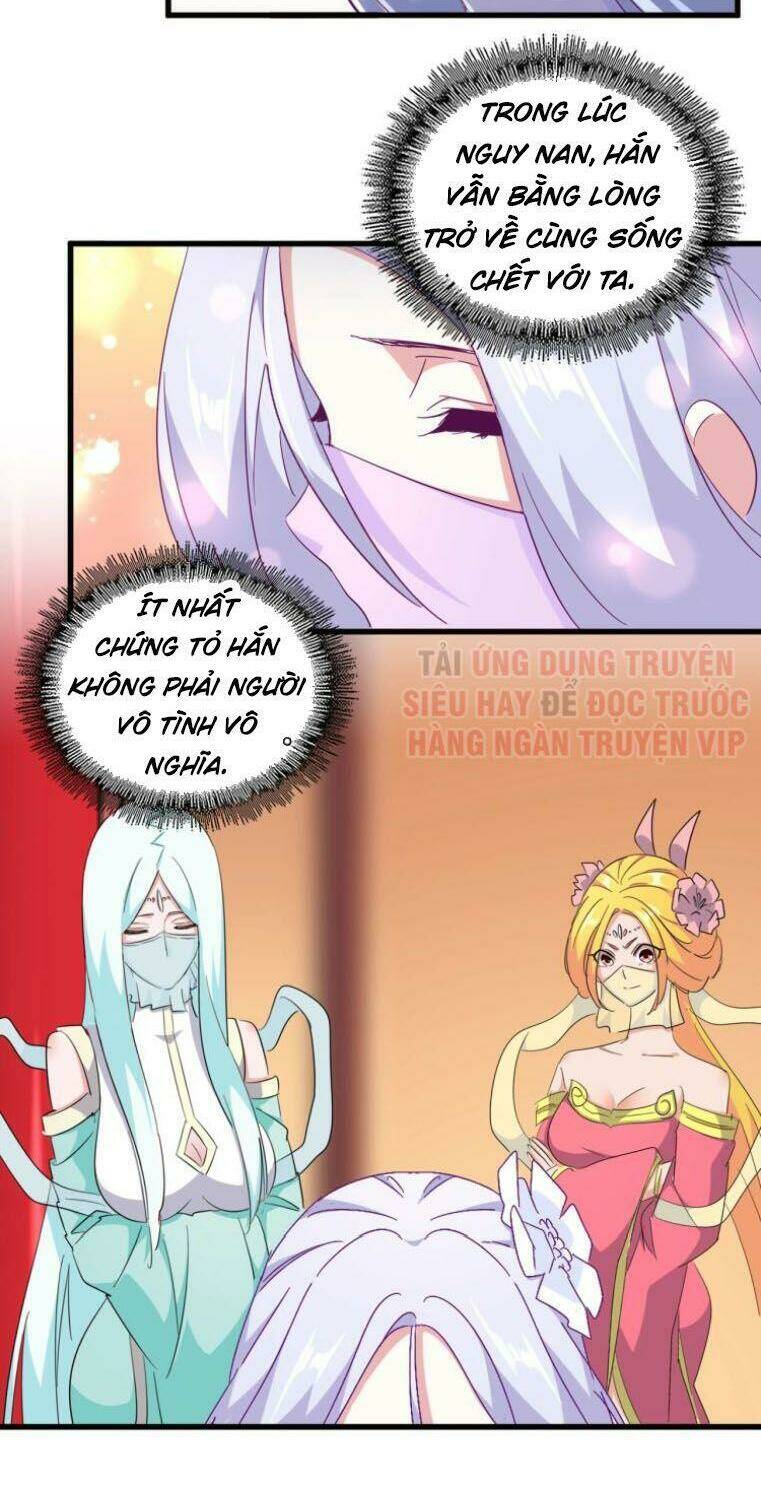 TRONG LÚC
NGUY NAN, HẮN
VẪN BẰNG LÒNG
TRỞ VỀ CÙNG SỐNG
CHẾT VỚI TA.
ÍT NHẤT
CHỨNG TỎ HẮN
KHÔNG PHẢI NGƯỜI
VÔ TÌNH VÔ
NGHĨA.
TẢI ỨNG DỤNG TRUYỆN
SIÊU HAY ĐỂ ĐỌC TRƯỚC
HÀNG NGÀN TRUYỆN VIP